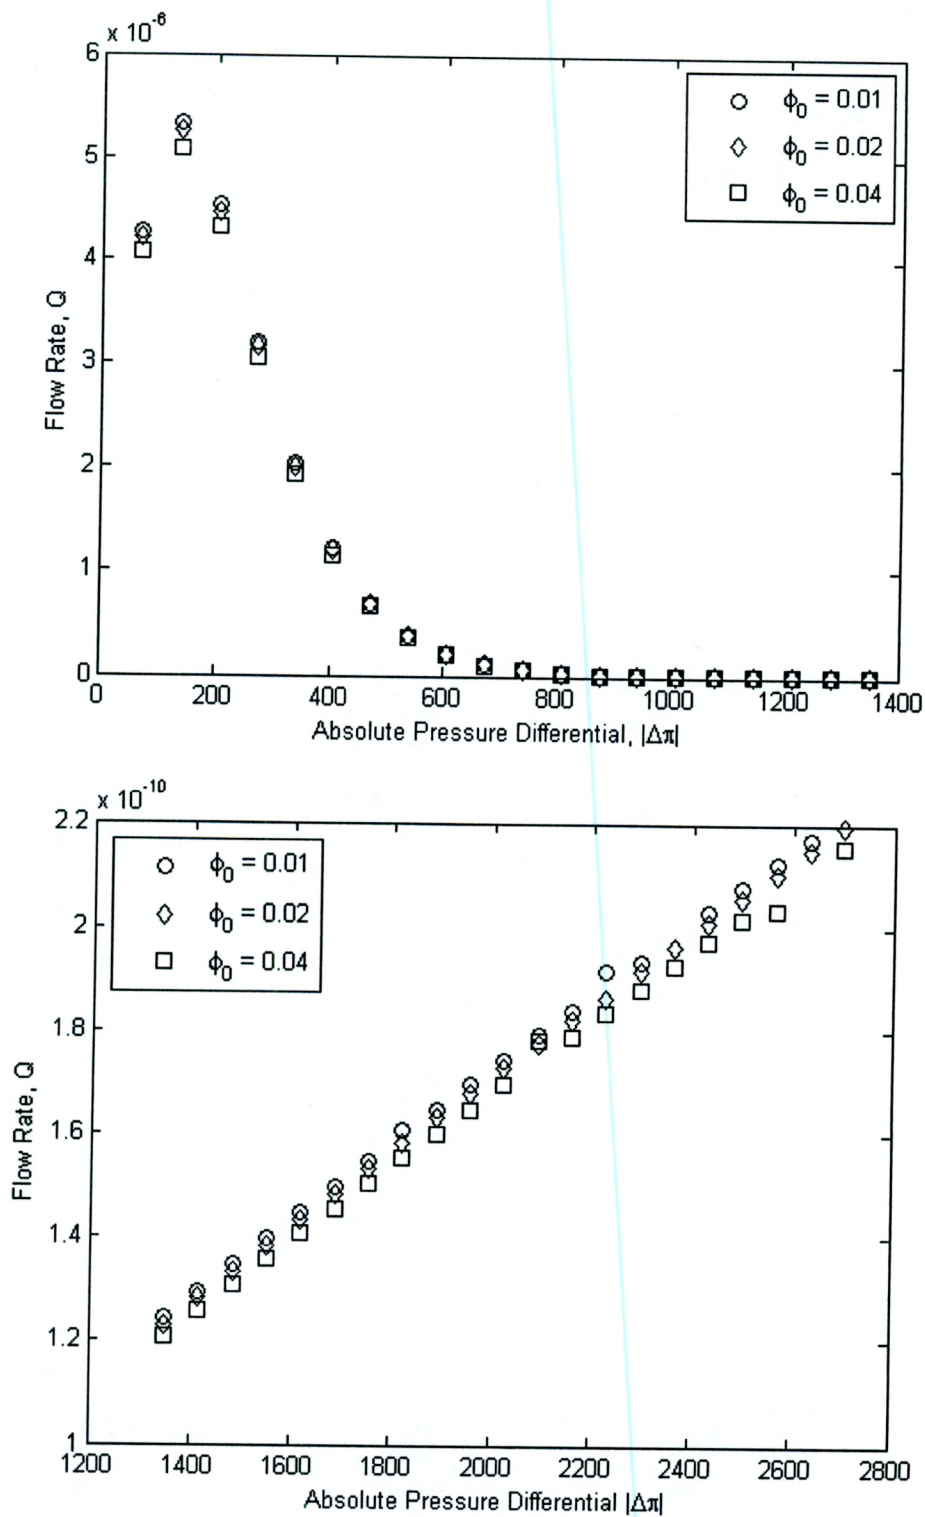 x 10⁻⁶
6
5
4
3
2
1
0
Flow Rate, Q
ϕ₀ = 0.01
ϕ₀ = 0.02
ϕ₀ = 0.04
0 200 400 600 800 1000 1200 1400
Absolute Pressure Differential, |Δπ|
x 10⁻¹⁰
2.2
2
1.8
1.6
1.4
1.2
1
Flow Rate, Q
ϕ₀ = 0.01
ϕ₀ = 0.02
ϕ₀ = 0.04
1200 1400 1600 1800 2000 2200 2400 2600 2800
Absolute Pressure Differential |Δπ|